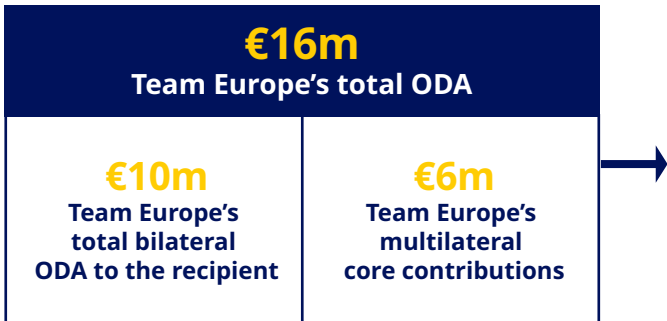 €16m
Team Europe’s total ODA
€10m
Team Europe’s
total bilateral
ODA to the recipient
€6m
Team Europe’s
multilateral
core contributions